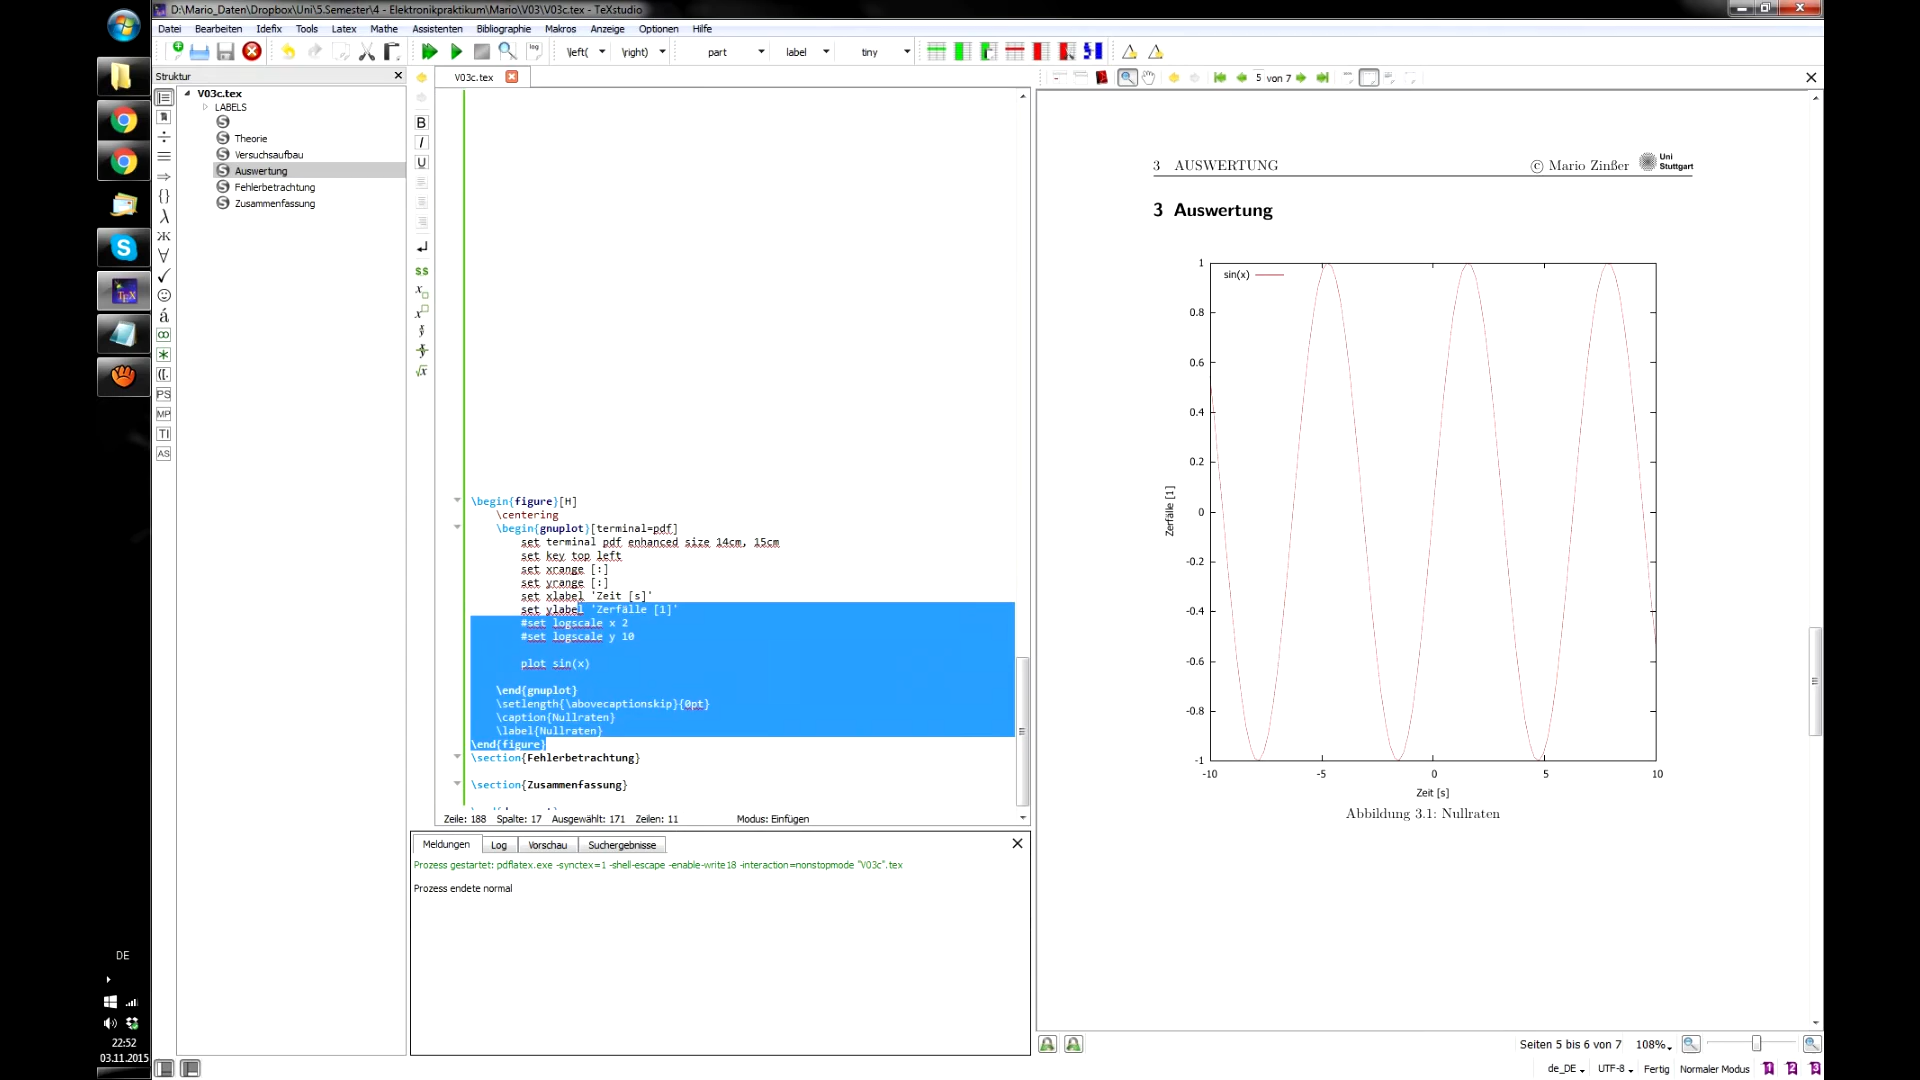 D:\Mario_Daten\Dropbox\Uni\5.Semester\4 - Elektronikpraktikum\Mario\V03\V03c.tex - TeXstudio
Datei Bearbeiten Idefix Tools Latex Mathe Assistenten Bibliographie Makros Anzeige Optionen Hilfe
log \left( \right) part label tiny
Struktur
V03c.tex
5 von 7
V03c.tex
LABELS
Theorie
Versuchsaufbau
Auswertung
Fehlerbetrachtung
Zusammenfassung
B
I
U
$$
PS
MP
TI
AS
\begin{figure}[H]
\centering
\begin{gnuplot}[terminal=pdf]
set terminal pdf enhanced size 14cm, 15cm
set key top left
set xrange [:]
set yrange [:]
set xlabel 'Zeit [s]'
set ylabel 'Zerfälle [1]'
#set logscale x 2
#set logscale y 10
plot sin(x)
\end{gnuplot}
\setlength{\abovecaptionskip}{0pt}
\caption{Nullraten}
\label{Nullraten}
\end{figure}
\section{Fehlerbetrachtung}
\section{Zusammenfassung}
Zeile: 188 Spalte: 17 Ausgewählt: 171 Zeilen: 11 Modus: Einfügen
Meldungen Log Vorschau Suchergebnisse
Prozess gestartet: pdflatex.exe -synctex=1 -shell-escape -enable-write18 -interaction=nonstopmode "V03c".tex
Prozess endete normal
3 AUSWERTUNG © Mario Zinßer Uni Stuttgart
3 Auswertung
sin(x)
1
0.8
0.6
0.4
0.2
0
-0.2
-0.4
-0.6
-0.8
-1
Zerfälle [1]
-10 -5 0 5 10
Zeit [s]
Abbildung 3.1: Nullraten
Seiten 5 bis 6 von 7 108%
de_DE UTF-8 Fertig Normaler Modus 1 2 3
DE
22:52
03.11.2015